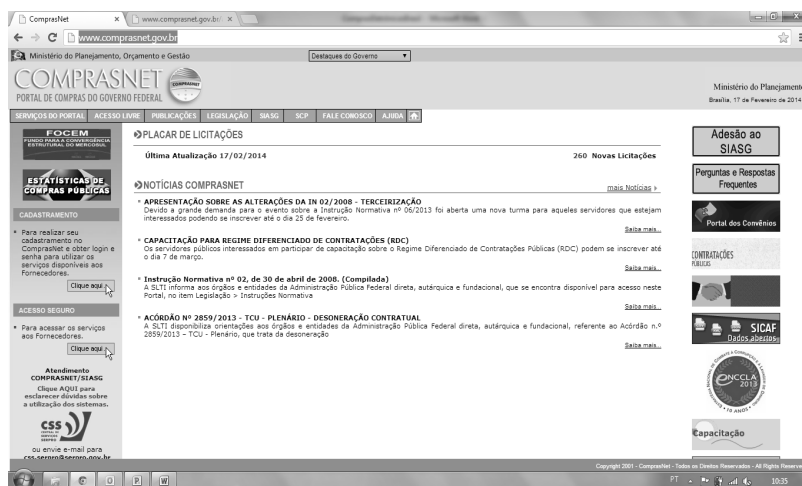 ComprasNet
www.comprasnet.gov.br/
www.comprasnet.gov.br
Ministério do Planejamento, Orçamento e Gestão
Destaques do Governo
COMPRASNET
PORTAL DE COMPRAS DO GOVERNO FEDERAL
Ministério do Planejamento
Brasília, 17 de Fevereiro de 2014
SERVIÇOS DO PORTAL ACESSO LIVRE PUBLICAÇÕES LEGISLAÇÃO SIASG SCP FALE CONOSCO AJUDA
FOCEM
FUNDO PARA A CONVERGÊNCIA
ESTRUTURAL DO MERCOSUL
ESTATÍSTICAS DE
COMPRAS PÚBLICAS
CADASTRAMENTO
Para realizar seu
cadastramento no
ComprasNet e obter login e
senha para utilizar os
serviços disponíveis aos
Fornecedores.
Clique aqui
ACESSO SEGURO
Para acessar os serviços
aos Fornecedores.
Clique aqui
Atendimento
COMPRASNET/SIASG
Clique AQUI para
esclarecer dúvidas sobre
a utilização dos sistemas.
CSS
CENTRAL DE
SERVIÇOS
SERPRO
ou envie e-mail para
css.serpro@serpro.gov.br
PLACAR DE LICITAÇÕES
Última Atualização 17/02/2014 260 Novas Licitações
NOTÍCIAS COMPRASNET
mais Notícias
APRESENTAÇÃO SOBRE AS ALTERAÇÕES DA IN 02/2008 - TERCEIRIZAÇÃO
Devido a grande demanda para o evento sobre a Instrução Normativa nº 06/2013 foi aberta uma nova turma para aqueles servidores que estejam
interessados podendo se inscrever até o dia 25 de fevereiro.
Saiba mais...
CAPACITAÇÃO PARA REGIME DIFERENCIADO DE CONTRATAÇÕES (RDC)
Os servidores públicos interessados em participar de capacitação sobre o Regime Diferenciado de Contratações Públicas (RDC) podem se inscrever até
o dia 7 de março.
Saiba mais...
Instrução Normativa nº 02, de 30 de abril de 2008. (Compilada)
A SLTI informa aos órgãos e entidades da Administração Pública Federal direta, autárquica e fundacional, que se encontra disponível para acesso neste
Portal, no item Legislação > Instruções Normativa
Saiba mais...
ACÓRDÃO Nº 2859/2013 - TCU - PLENÁRIO - DESONERAÇÃO CONTRATUAL
A SLTI disponibiliza orientações aos órgãos e entidades da Administração Pública Federal direta, autárquica e fundacional, referente ao Acórdão n.º
2859/2013 – TCU - Plenário, que trata da desoneração
Saiba mais...
Adesão ao
SIASG
Perguntas e Respostas
Frequentes
Portal dos Convênios
CONTRATAÇÕES
PÚBLICAS
SICAF
Dados abertos
ENCCLA
2013
10 ANOS
Capacitação
Copyright 2001 - ComprasNet - Todos os Direitos Reservados - All Rights Reserve
PT 10:35